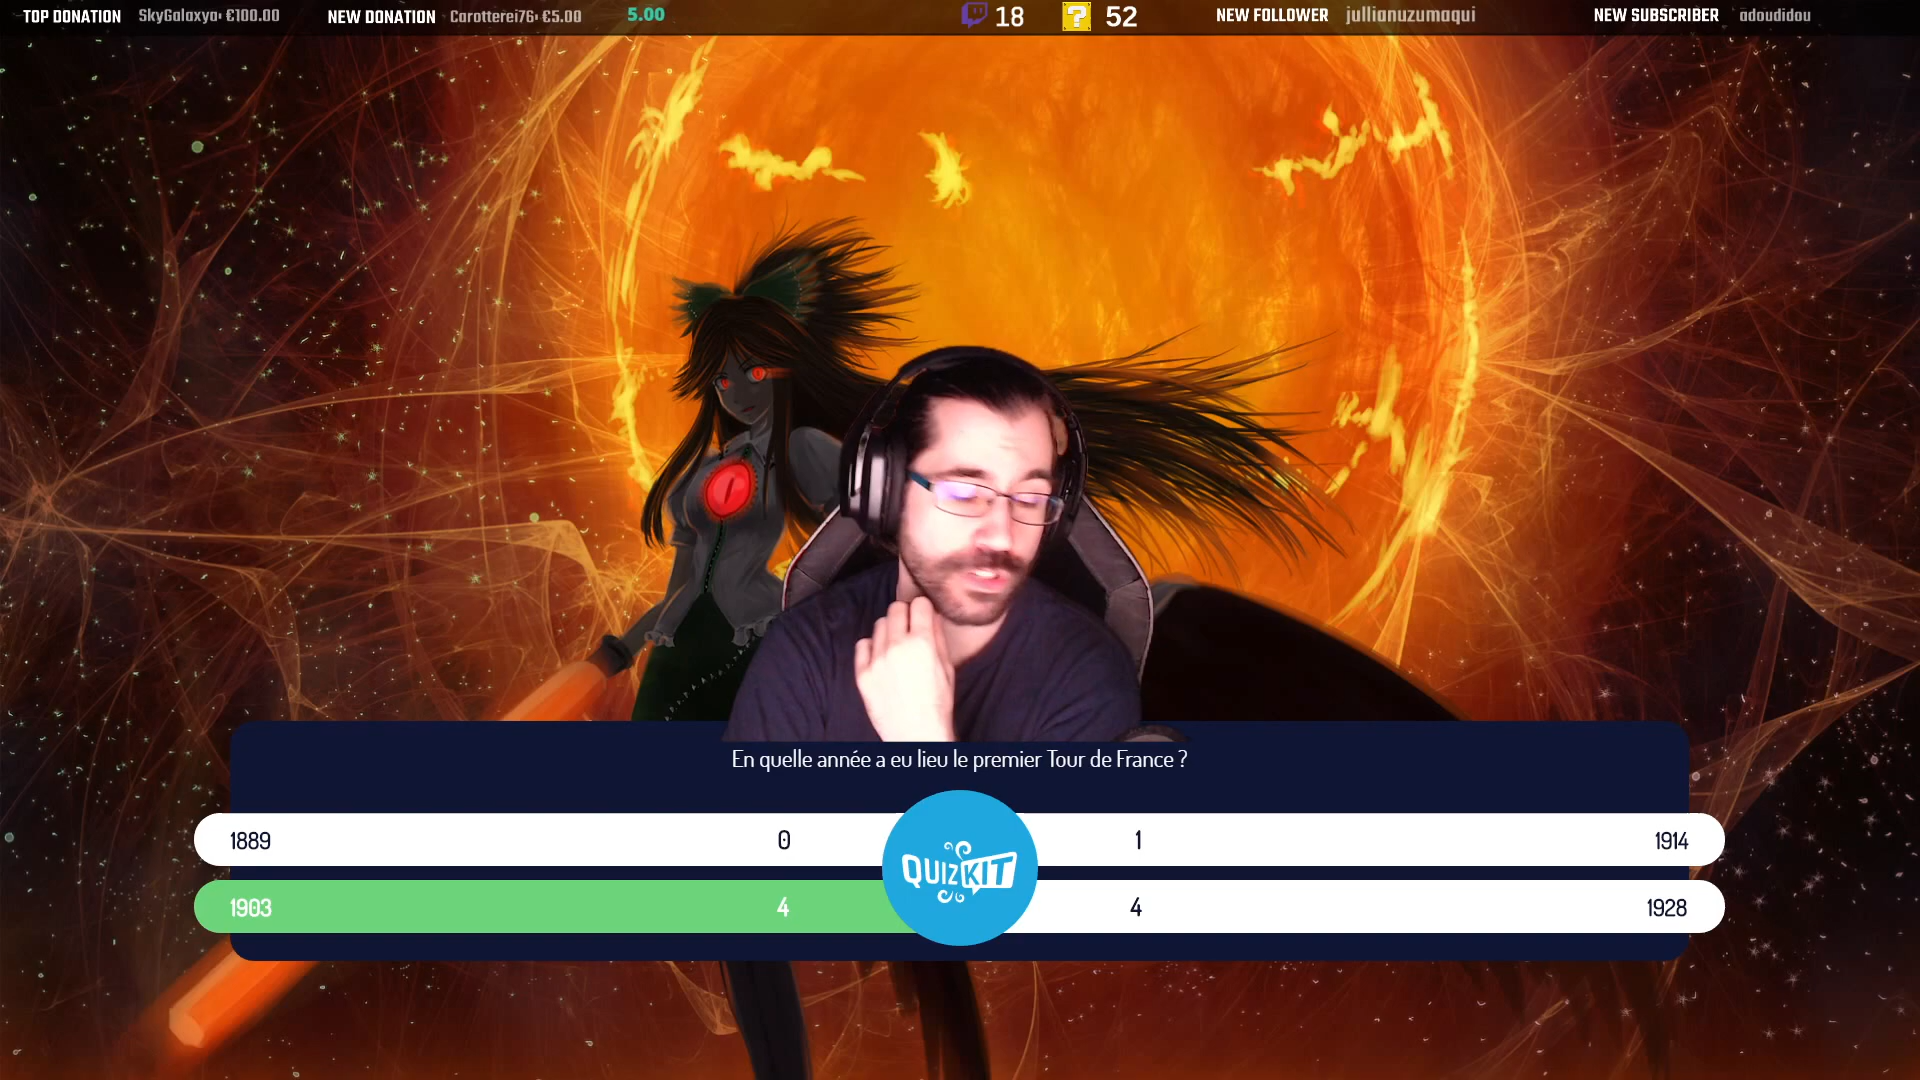 TOP DONATION SkyGalaxya: €100.00 NEW DONATION Carotterei76: €5.00 5.00 18 ? 52 NEW FOLLOWER jullianuzumaqui NEW SUBSCRIBER adoudidou
En quelle année a eu lieu le premier Tour de France ?
1889 0 1 1914
QUIZKIT
1903 4 4 1928